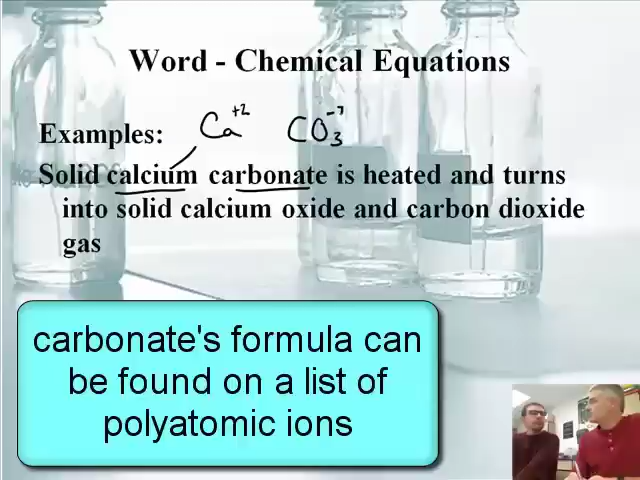 Word - Chemical Equations
Ca+2 CO3-2
Examples:
Solid calcium carbonate is heated and turns
into solid calcium oxide and carbon dioxide
gas
carbonate's formula can
be found on a list of
polyatomic ions